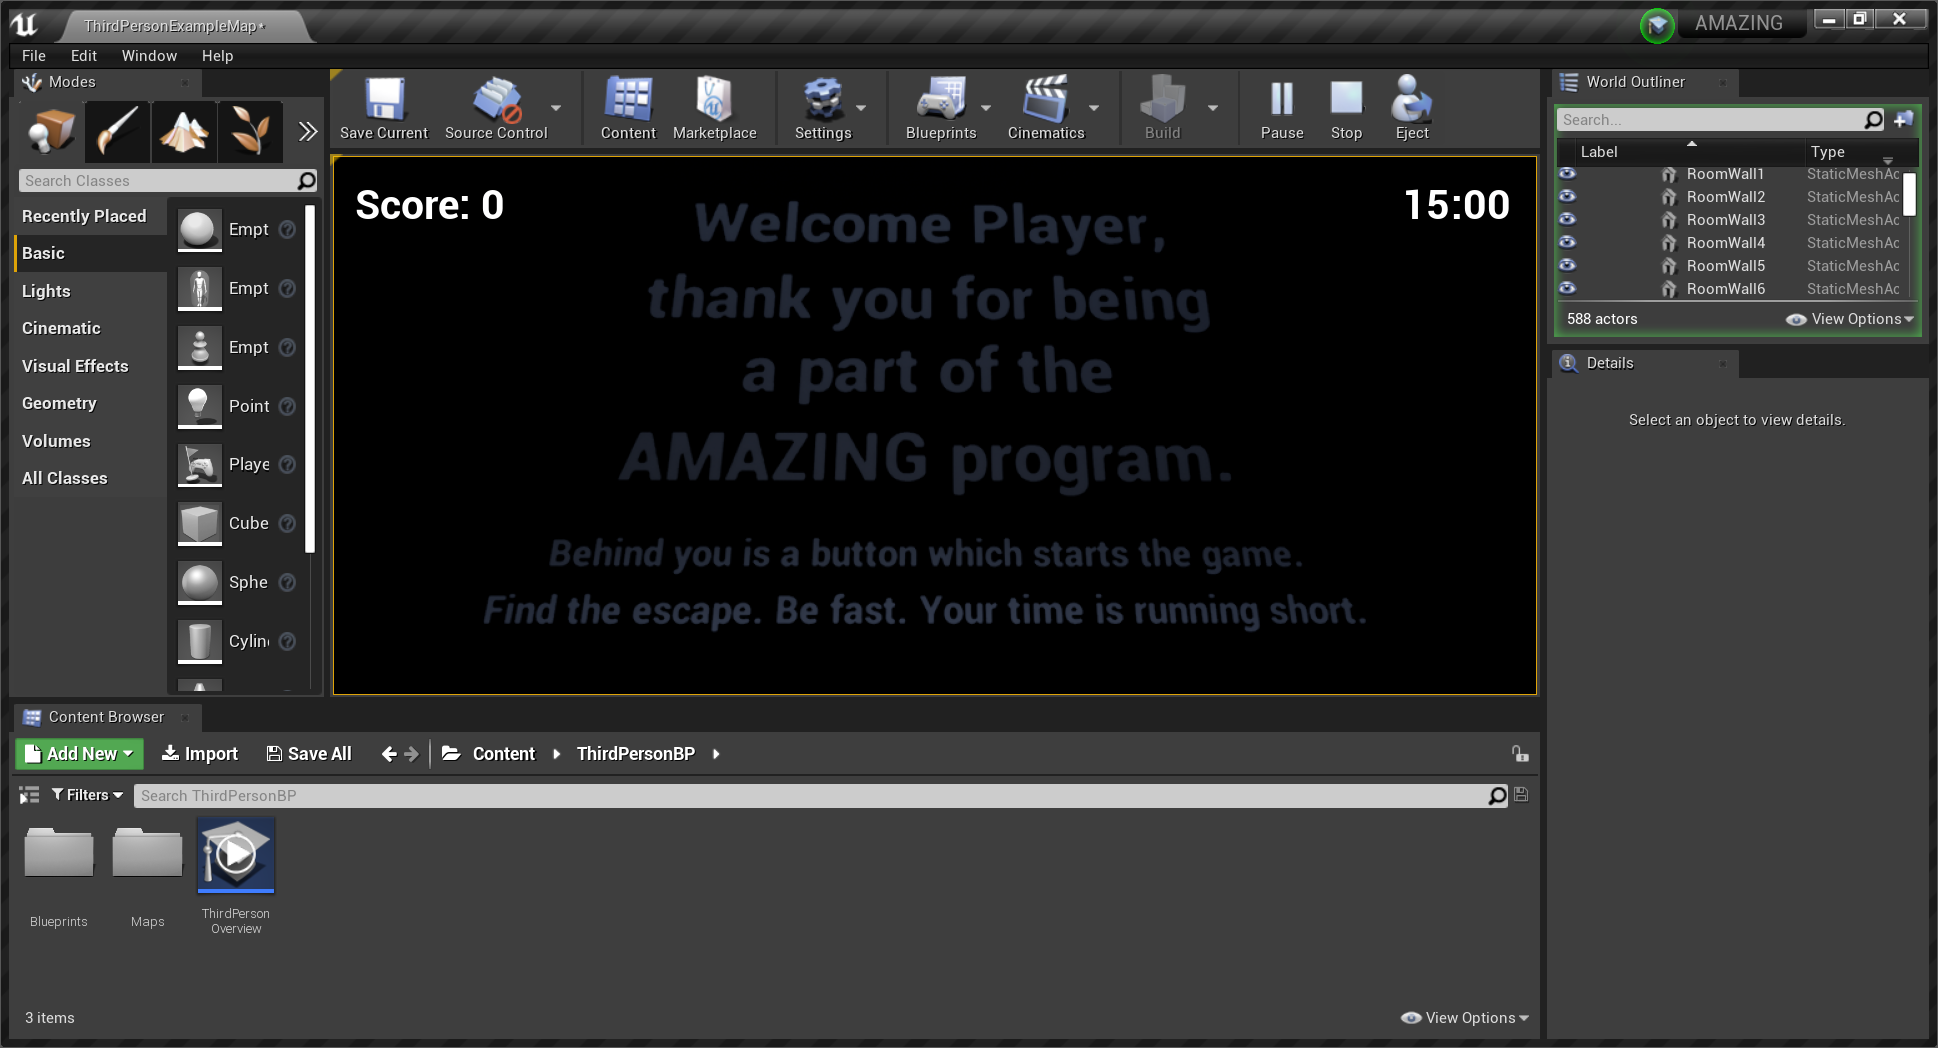 ThirdPersonExampleMap*
AMAZING
File Edit Window Help
Modes
Search Classes
Recently Placed
Basic
Lights
Cinematic
Visual Effects
Geometry
Volumes
All Classes
Empt
Empt
Empt
Point
Playe
Cube
Sphe
Cylin
Save Current
Source Control
Content
Marketplace
Settings
Blueprints
Cinematics
Build
Pause
Stop
Eject
Score: 0
15:00
Welcome Player,
thank you for being
a part of the
AMAZING program.
Behind you is a button which starts the game.
Find the escape. Be fast. Your time is running short.
World Outliner
Search...
Label Type
RoomWall1 StaticMeshAc
RoomWall2 StaticMeshAc
RoomWall3 StaticMeshAc
RoomWall4 StaticMeshAc
RoomWall5 StaticMeshAc
RoomWall6 StaticMeshAc
588 actors View Options
Details
Select an object to view details.
Content Browser
Add New Import Save All Content ThirdPersonBP
Filters Search ThirdPersonBP
Blueprints
Maps
ThirdPerson
Overview
3 items
View Options